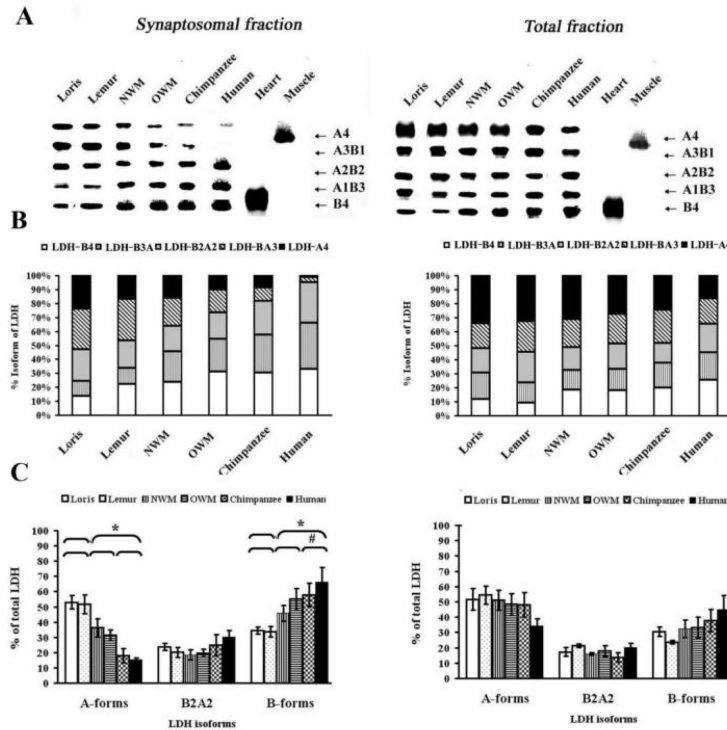 A
Synaptosomal fraction
Total fraction
Loris Lemur NWM OWM Chimpanzee Human Heart Muscle
← A4
← A3B1
← A2B2
← A1B3
← B4
Loris Lemur NWM OWM Chimpanzee Human Heart Muscle
← A4
← A3B1
← A2B2
← A1B3
← B4
B
LDH-B4 LDH-B3A LDH-B2A2 LDH-BA3 LDH-A4
% Isoform of LDH
100%
90%
80%
70%
60%
50%
40%
30%
20%
10%
0%
Loris Lemur NWM OWM Chimpanzee Human
LDH-B4 LDH-B3A LDH-B2A2 LDH-BA3 LDH-A4
% Isoform of LDH
100%
90%
80%
70%
60%
50%
40%
30%
20%
10%
0%
Loris Lemur NWM OWM Chimpanzee Human
C
Loris Lemur NWM OWM Chimpanzee Human
% of total LDH
100
90
80
70
60
50
40
30
20
10
0
* * #
A-forms B2A2 B-forms
LDH isoforms
Loris Lemur NWM OWM Chimpanzee Human
% of total LDH
100
90
80
70
60
50
40
30
20
10
0
A-forms B2A2 B-forms
LDH isoforms